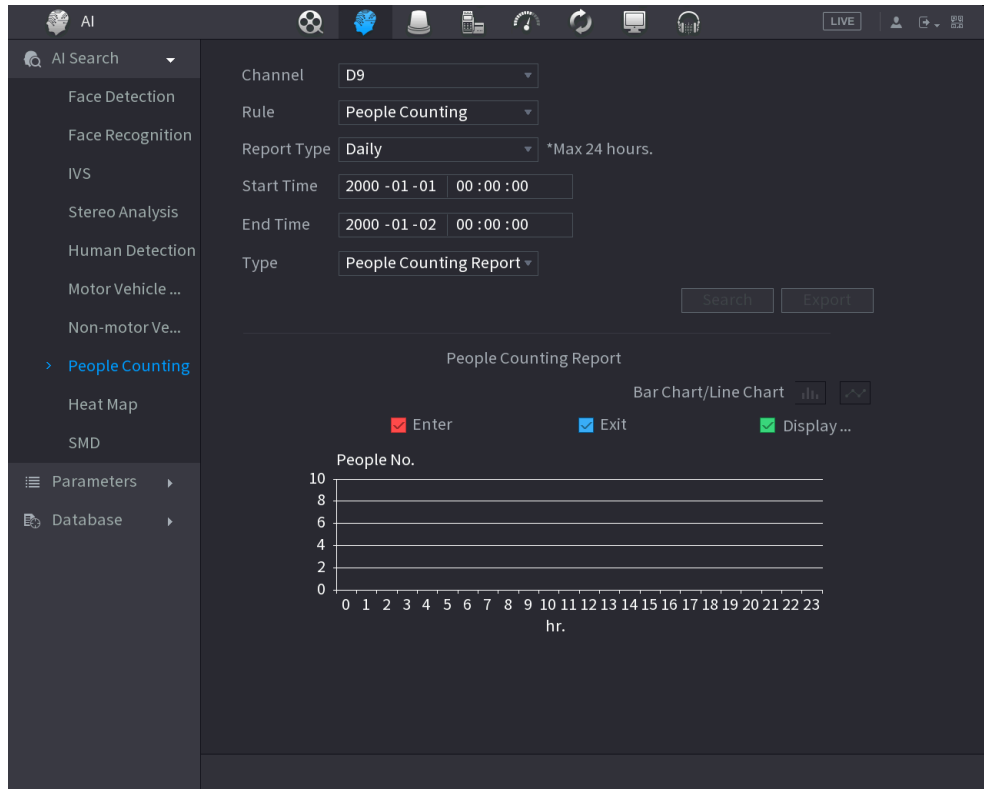 AI
LIVE
AI Search
Face Detection
Face Recognition
IVS
Stereo Analysis
Human Detection
Motor Vehicle ...
Non-motor Ve...
> People Counting
Heat Map
SMD
Parameters
Database
Channel D9
Rule People Counting
Report Type Daily *Max 24 hours.
Start Time 2000 -01 -01 00 :00 :00
End Time 2000 -01 -02 00 :00 :00
Type People Counting Report
Search Export
People Counting Report
Bar Chart/Line Chart
Enter Exit Display ...
People No.
10
8
6
4
2
0
0 1 2 3 4 5 6 7 8 9 10 11 12 13 14 15 16 17 18 19 20 21 22 23
hr.